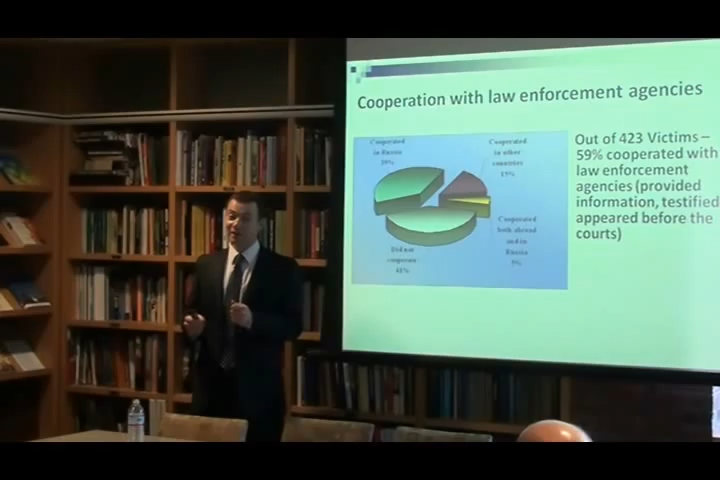 Cooperation with law enforcement agencies
Cooperated
in Russia
39%
Cooperated
in other
countries
15%
Cooperated
both abroad
and in
Russia
5%
Did not
cooperate
41%
Out of 423 Victims –
59% cooperated with
law enforcement
agencies (provided
information, testified
appeared before the
courts)